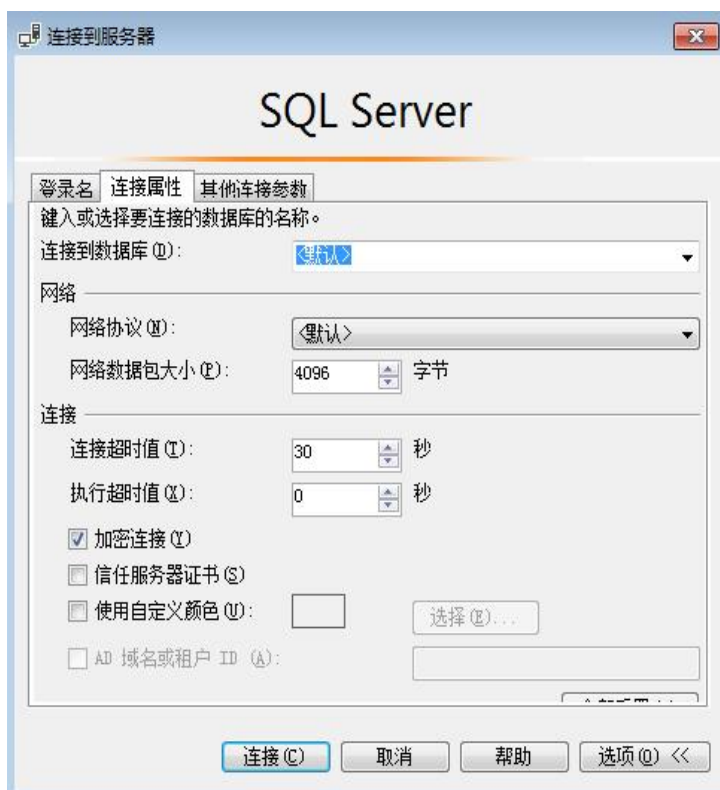 连接到服务器
SQL Server
登录名 连接属性 其他连接参数
键入或选择要连接的数据库的名称。
连接到数据库(D): <默认>
网络
网络协议(N): <默认>
网络数据包大小(P): 4096 字节
连接
连接超时值(T): 30 秒
执行超时值(X): 0 秒
加密连接(Y)
信任服务器证书(S)
使用自定义颜色(U): 选择(E)...
AD 域名或租户 ID (A):
连接(C) 取消 帮助 选项(O) <<